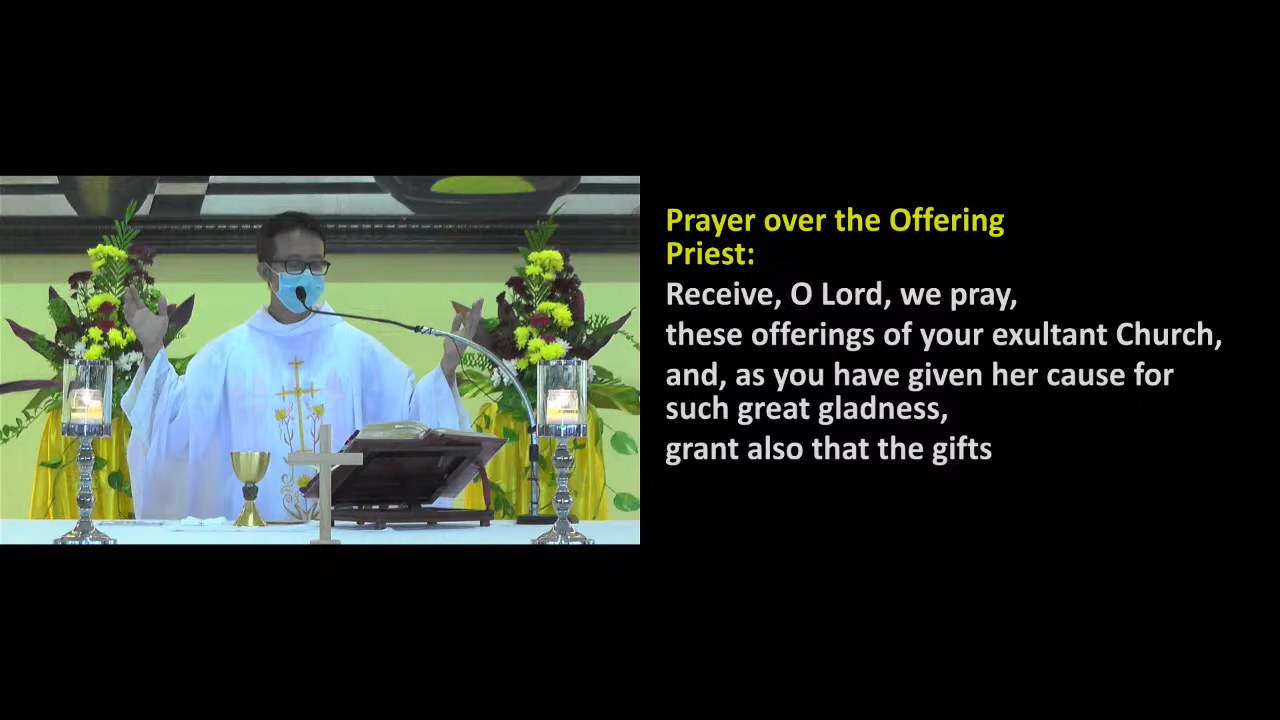 Prayer over the Offering
Priest:
Receive, O Lord, we pray,
these offerings of your exultant Church,
and, as you have given her cause for
such great gladness,
grant also that the gifts